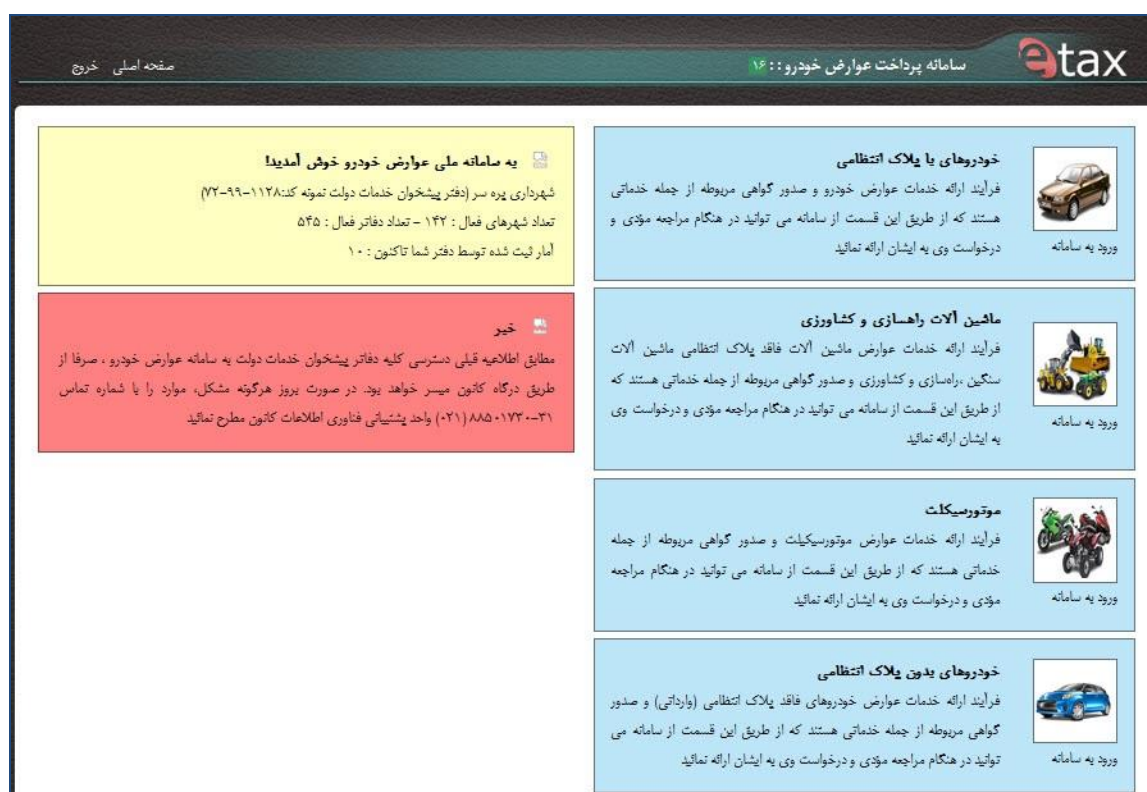 etax
سامانه پرداخت عوارض خودرو :: ۱۶
صفحه اصلی خروج
خودروهای با پلاک انتظامی
فرآیند ارائه خدمات عوارض خودرو و صدور گواهی مربوطه از جمله خدماتی
هستند که از طریق این قسمت از سامانه می توانید در هنگام مراجعه مؤدی و
درخواست وی به ایشان ارائه نمائید
ورود به سامانه
ماشین آلات راهسازی و کشاورزی
فرآیند ارائه خدمات عوارض ماشین آلات فاقد پلاک انتظامی ماشین آلات
سنگین ،راهسازی و کشاورزی و صدور گواهی مربوطه از جمله خدماتی هستند که
از طریق این قسمت از سامانه می توانید در هنگام مراجعه مؤدی و درخواست وی
به ایشان ارائه نمائید
ورود به سامانه
موتورسیکلت
فرآیند ارائه خدمات عوارض موتورسیکیلت و صدور گواهی مربوطه از جمله
خدماتی هستند که از طریق این قسمت از سامانه می توانید در هنگام مراجعه
مؤدی و درخواست وی به ایشان ارائه نمائید
ورود به سامانه
خودروهای بدون پلاک انتظامی
فرآیند ارائه خدمات عوارض خودروهای فاقد پلاک انتظامی (وارداتی) و صدور
گواهی مربوطه از جمله خدماتی هستند که از طریق این قسمت از سامانه می
توانید در هنگام مراجعه مؤدی و درخواست وی به ایشان ارائه نمائید
ورود به سامانه
به سامانه ملی عوارض خودرو خوش آمدید!
شهرداری پره سر (دفتر پیشخوان خدمات دولت نمونه کد:۱۱۲۸-۹۹-۷۲)
تعداد شهرهای فعال : ۱۴۲ - تعداد دفاتر فعال : ۵۴۵
آمار ثبت شده توسط دفتر شما تاکنون : ۱۰
خبر
مطابق اطلاعیه قبلی دسترسی کلیه دفاتر پیشخوان خدمات دولت به سامانه عوارض خودرو ، صرفا از
طریق درگاه کانون میسر خواهد بود. در صورت بروز هرگونه مشکل، موارد را با شماره تماس
۳۱-۸۸۵۰۱۷۳۰ (۰۲۱) واحد پشتیبانی فناوری اطلاعات کانون مطرح نمائید